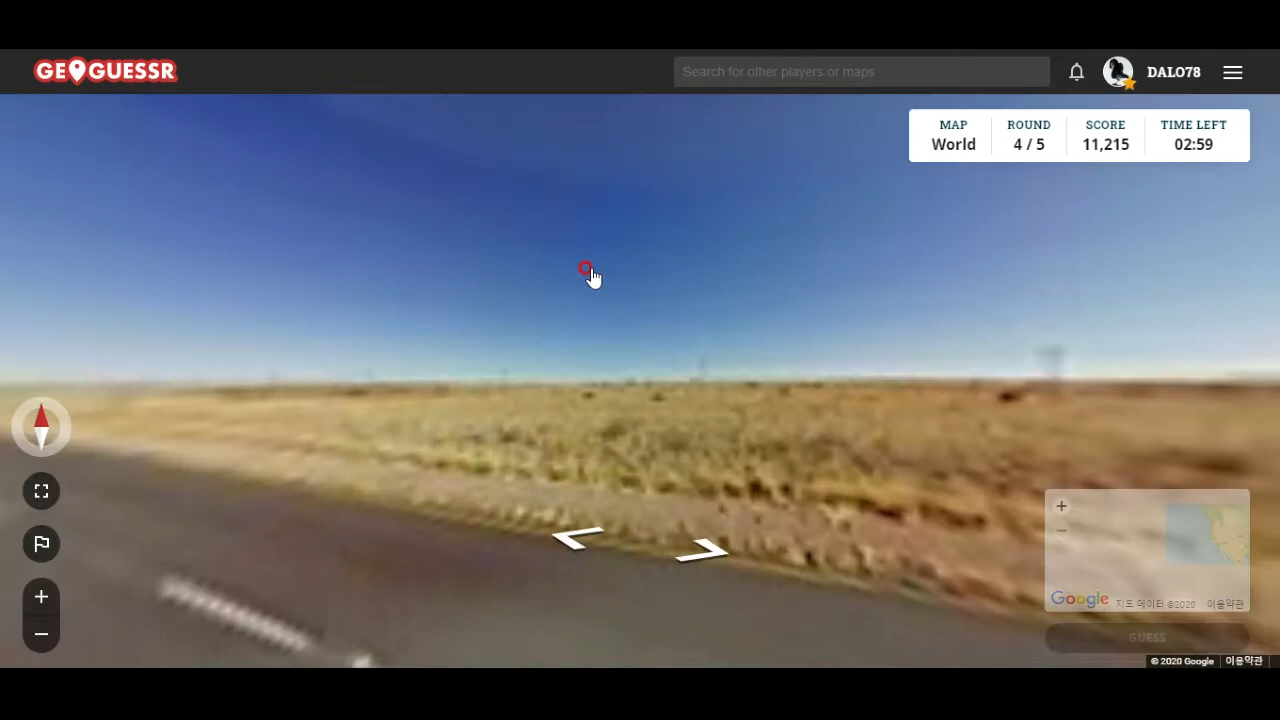 GEOGUESSR
Search for other players or maps
DALO78
MAP ROUND SCORE TIME LEFT
World 4 / 5 11,215 02:59
Google 지도 데이터 ©2020 이용약관
GUESS
© 2020 Google 이용약관